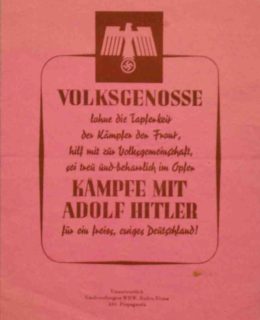 VOLKSGENOSSE
lohne die Tapferkeit
der Kämpfer der Front,
hilf mit zur Volksgemeinschaft,
sei treu und beharrlich im Opfer
KÄMPFE MIT
ADOLF HITLER
für ein freies, ewiges Deutschland!
Verantwortlich